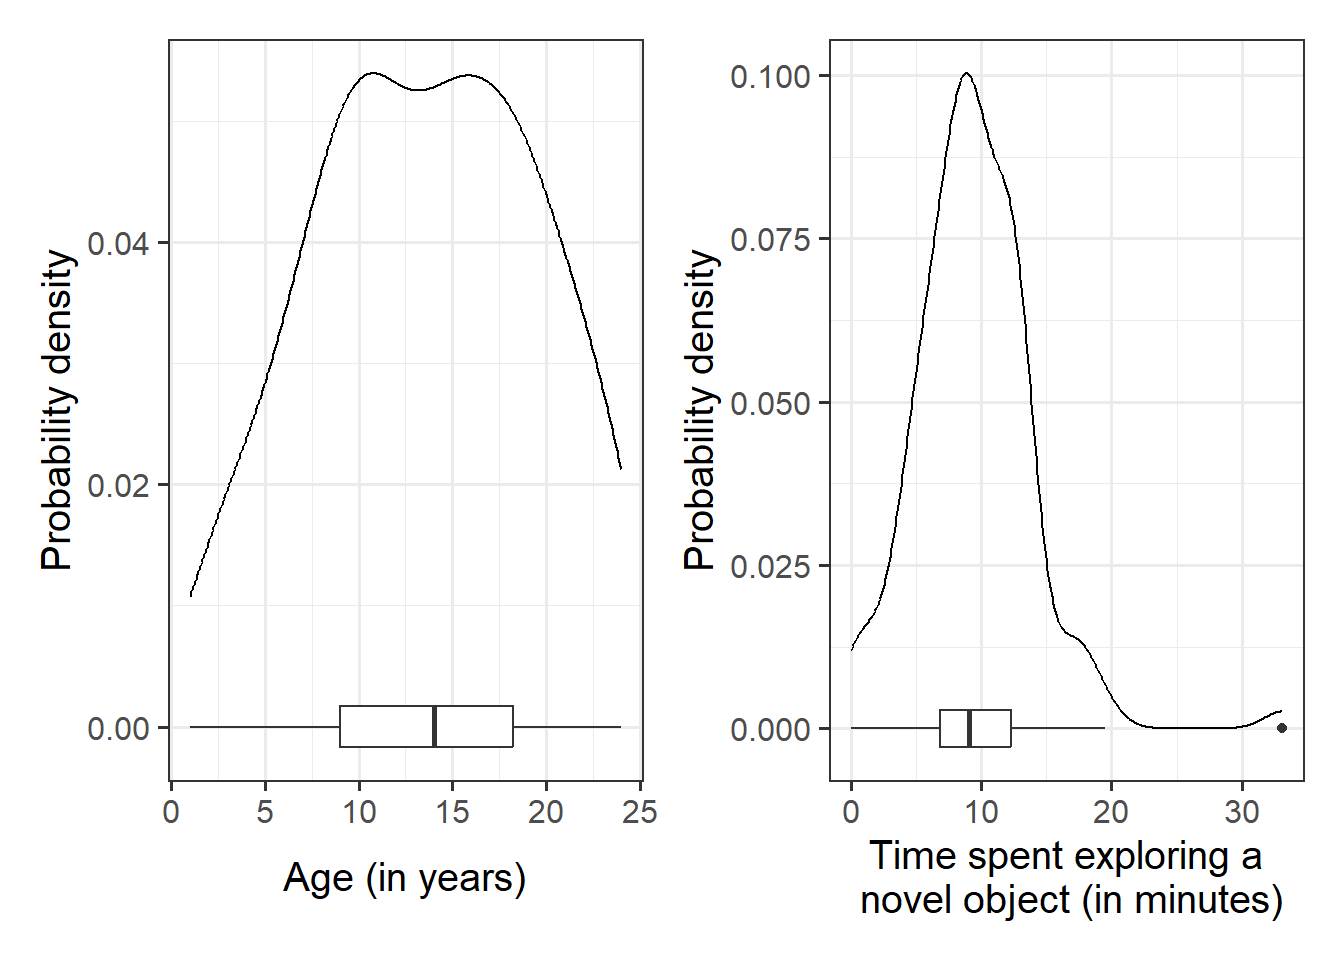 Probability density
0.04
0.02
0.00
0 5 10 15 20 25
Age (in years)
Probability density
0.100
0.075
0.050
0.025
0.000
0 10 20 30
Time spent exploring a
novel object (in minutes)